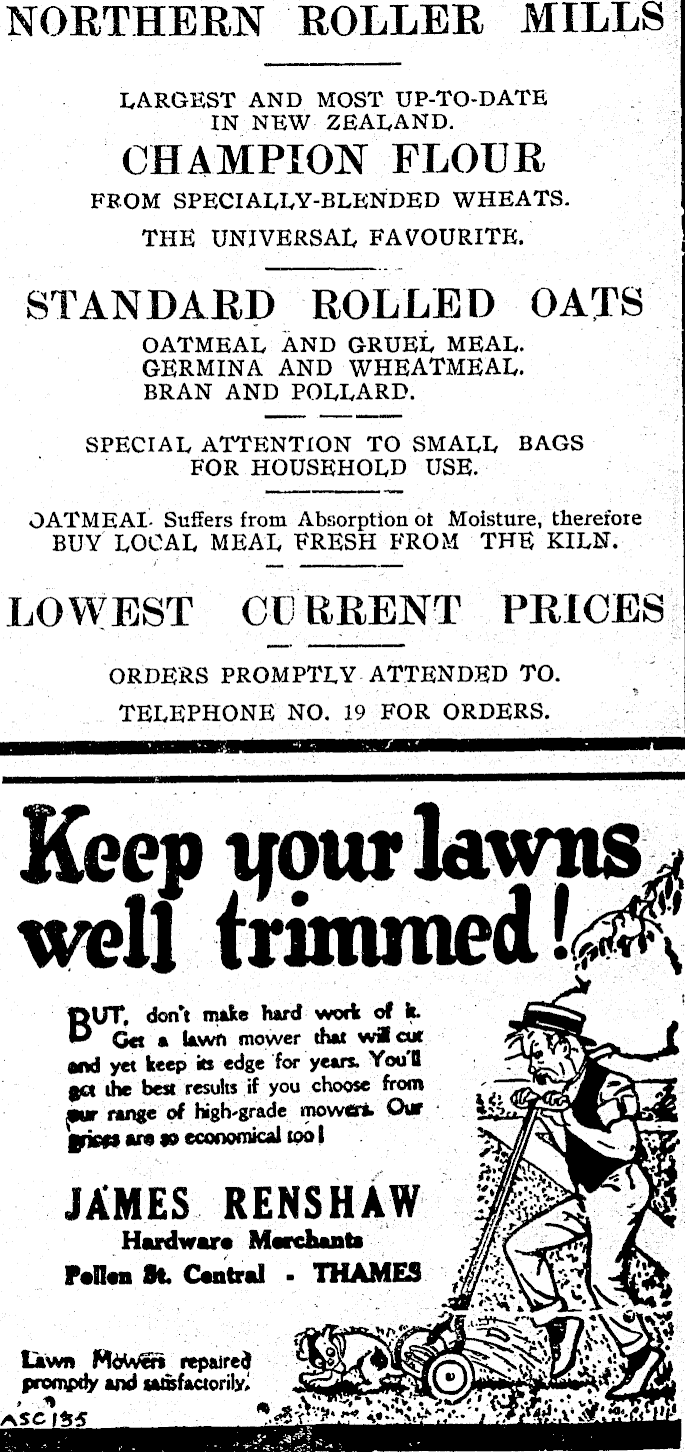 NORTHERN ROLLER MILLS
LARGEST AND MOST UP-TO-DATE
IN NEW ZEALAND.
CHAMPION FLOUR
FROM SPECIALLY-BLENDED WHEATS.
THE UNIVERSAL FAVOURITE.
STANDARD ROLLED OATS
OATMEAL AND GRUEL MEAL.
GERMINA AND WHEATMEAL.
BRAN AND POLLARD.
SPECIAL ATTENTION TO SMALL BAGS
FOR HOUSEHOLD USE.
OATMEAL Suffers from Absorption of Moisture, therefore
BUY LOCAL MEAL FRESH FROM THE KILN.
LOWEST CURRENT PRICES
ORDERS PROMPTLY ATTENDED TO.
TELEPHONE NO. 19 FOR ORDERS.
Keep your lawns
well trimmed!
BUT, don't make hard work of it.
Get a lawn mower that will cut
and yet keep its edge for years. You'll
get the best results if you choose from
our range of high-grade mowers. Our
prices are so economical too!
JAMES RENSHAW
Hardware Merchants
Pollen St. Central - THAMES
Lawn Mowers repaired
promptly and satisfactorily.
ASC 135